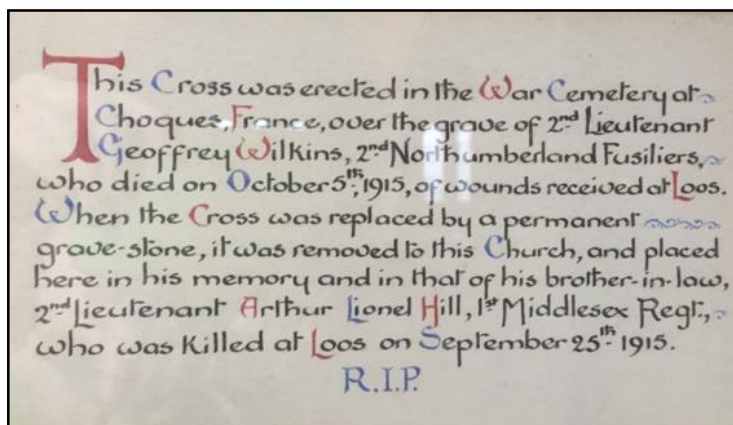 This Cross was erected in the War Cemetery at
Choques, France, over the grave of 2nd Lieutenant
Geoffrey Wilkins, 2nd Northumberland Fusiliers,
who died on October 5th, 1915, of wounds received at Loos.
When the Cross was replaced by a permanent
grave-stone, it was removed to this Church, and placed
here in his memory and in that of his brother-in-law,
2nd Lieutenant Arthur Lionel Hill, 1st Middlesex Regt.,
who was killed at Loos on September 25th 1915.
R.I.P.